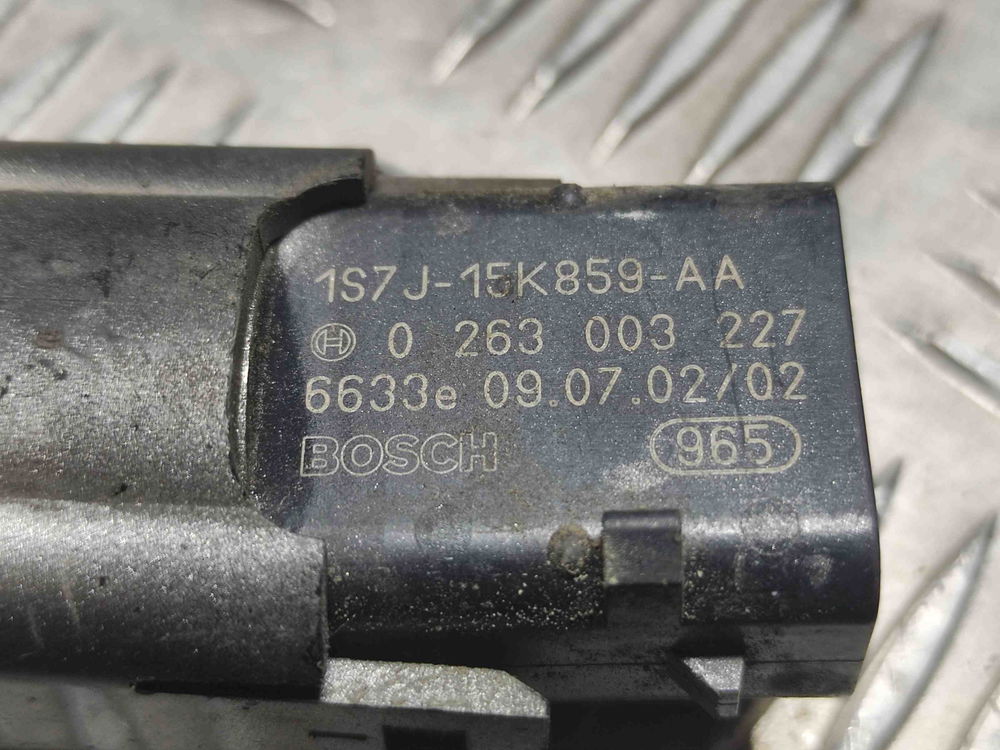 1S7J-15K859-AA
0 263 003 227
6633e 09.07.02/02
BOSCH 965